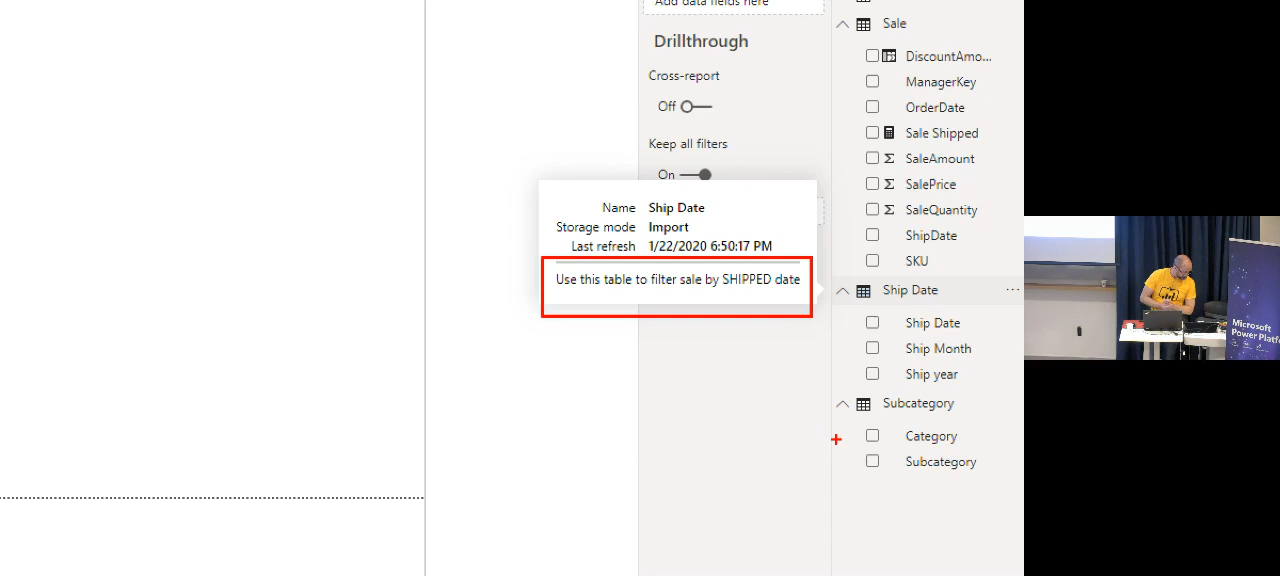 Add data fields here
Drillthrough
Cross-report
Off
Keep all filters
On
Name Ship Date
Storage mode Import
Last refresh 1/22/2020 6:50:17 PM
Use this table to filter sale by SHIPPED date
Sale
DiscountAmo...
ManagerKey
OrderDate
Sale Shipped
SaleAmount
SalePrice
SaleQuantity
ShipDate
SKU
Ship Date
Ship Date
Ship Month
Ship year
Subcategory
Category
Subcategory
Microsoft
Power Platf